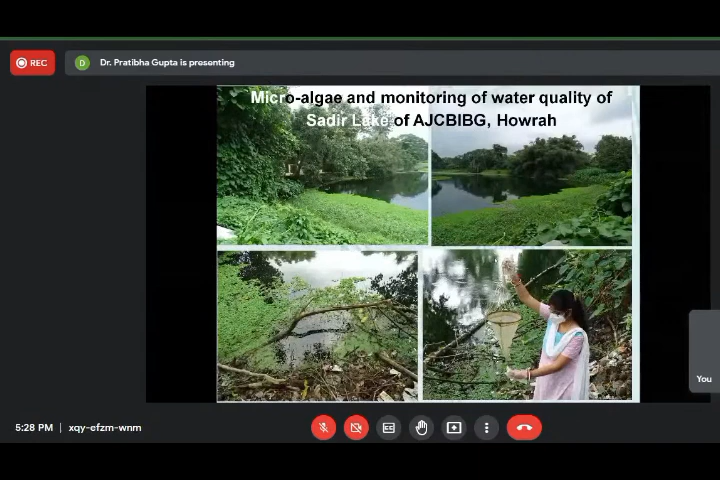 REC
D
Dr. Pratibha Gupta is presenting
Micro-algae and monitoring of water quality of
Sadir Lake of AJCBIBG, Howrah
You
5:28 PM | xqy-efzm-wnm
CC